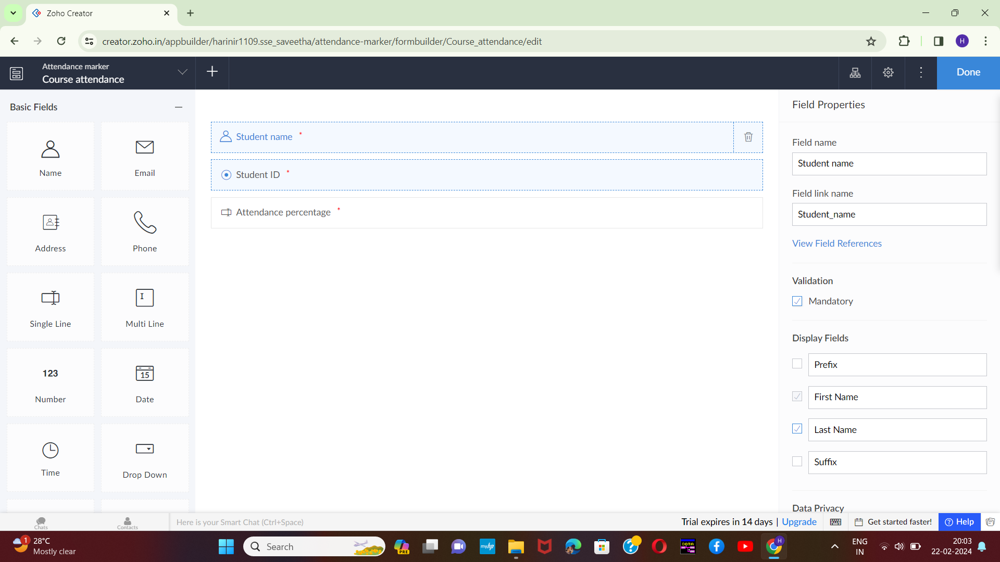 Zoho Creator
creator.zoho.in/appbuilder/harinir1109.sse_saveetha/attendance-marker/formbuilder/Course_attendance/edit
H
Attendance marker
Course attendance
Done
Basic Fields
Name
Email
Address
Phone
Single Line
Multi Line
123
Number
15
Date
Time
Drop Down
Student name *
Student ID *
Attendance percentage *
Field Properties
Field name
Student name
Field link name
Student_name
View Field References
Validation
Mandatory
Display Fields
Prefix
First Name
Last Name
Suffix
Data Privacy
Chats
Contacts
Here is your Smart Chat (Ctrl+Space)
Trial expires in 14 days | Upgrade
Get started faster!
? Help
1
28°C
Mostly clear
Search
PRE
myhp
DATA
H
ENG
IN
20:03
22-02-2024